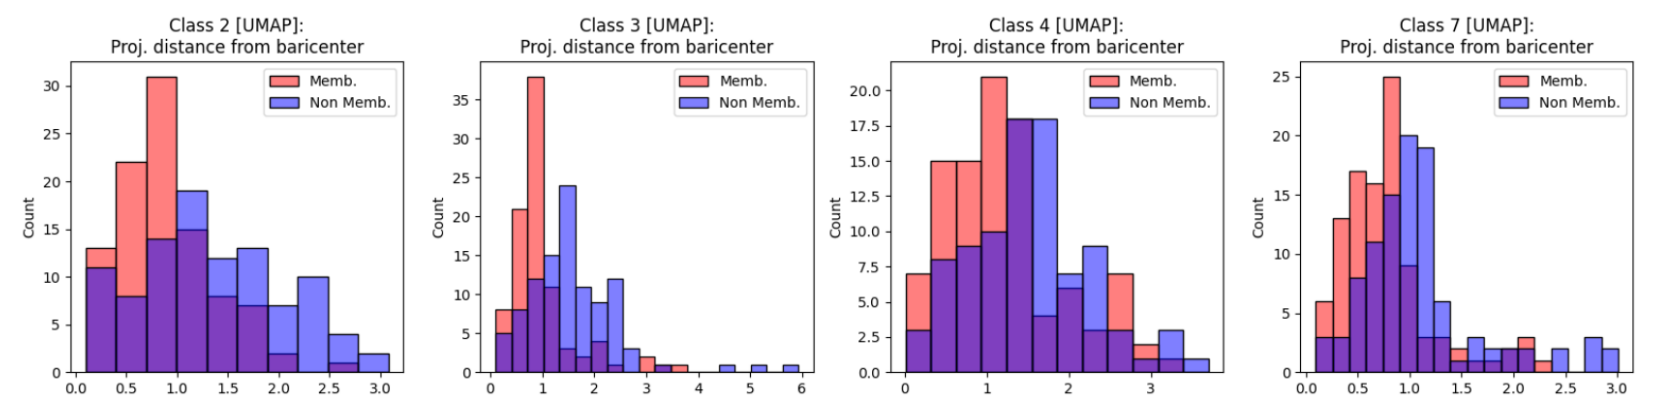 Class 2 [UMAP]:
Proj. distance from baricenter
Memb.
Non Memb.
Count
30
25
20
15
10
5
0
0.0 0.5 1.0 1.5 2.0 2.5 3.0
Class 3 [UMAP]:
Proj. distance from baricenter
Memb.
Non Memb.
Count
35
30
25
20
15
10
5
0
0 1 2 3 4 5 6
Class 4 [UMAP]:
Proj. distance from baricenter
Memb.
Non Memb.
Count
20.0
17.5
15.0
12.5
10.0
7.5
5.0
2.5
0.0
0 1 2 3
Class 7 [UMAP]:
Proj. distance from baricenter
Memb.
Non Memb.
Count
25
20
15
10
5
0
0.0 0.5 1.0 1.5 2.0 2.5 3.0